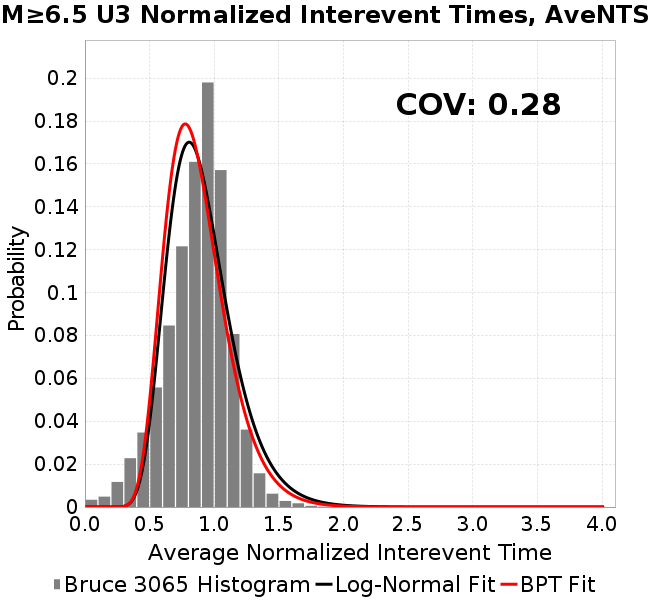 M≥6.5 U3 Normalized Interevent Times, AveNTS
COV: 0.28
Probability
0.2
0.18
0.16
0.14
0.12
0.1
0.08
0.06
0.04
0.02
0
0.0 0.5 1.0 1.5 2.0 2.5 3.0 3.5 4.0
Average Normalized Interevent Time
Bruce 3065 Histogram Log-Normal Fit BPT Fit